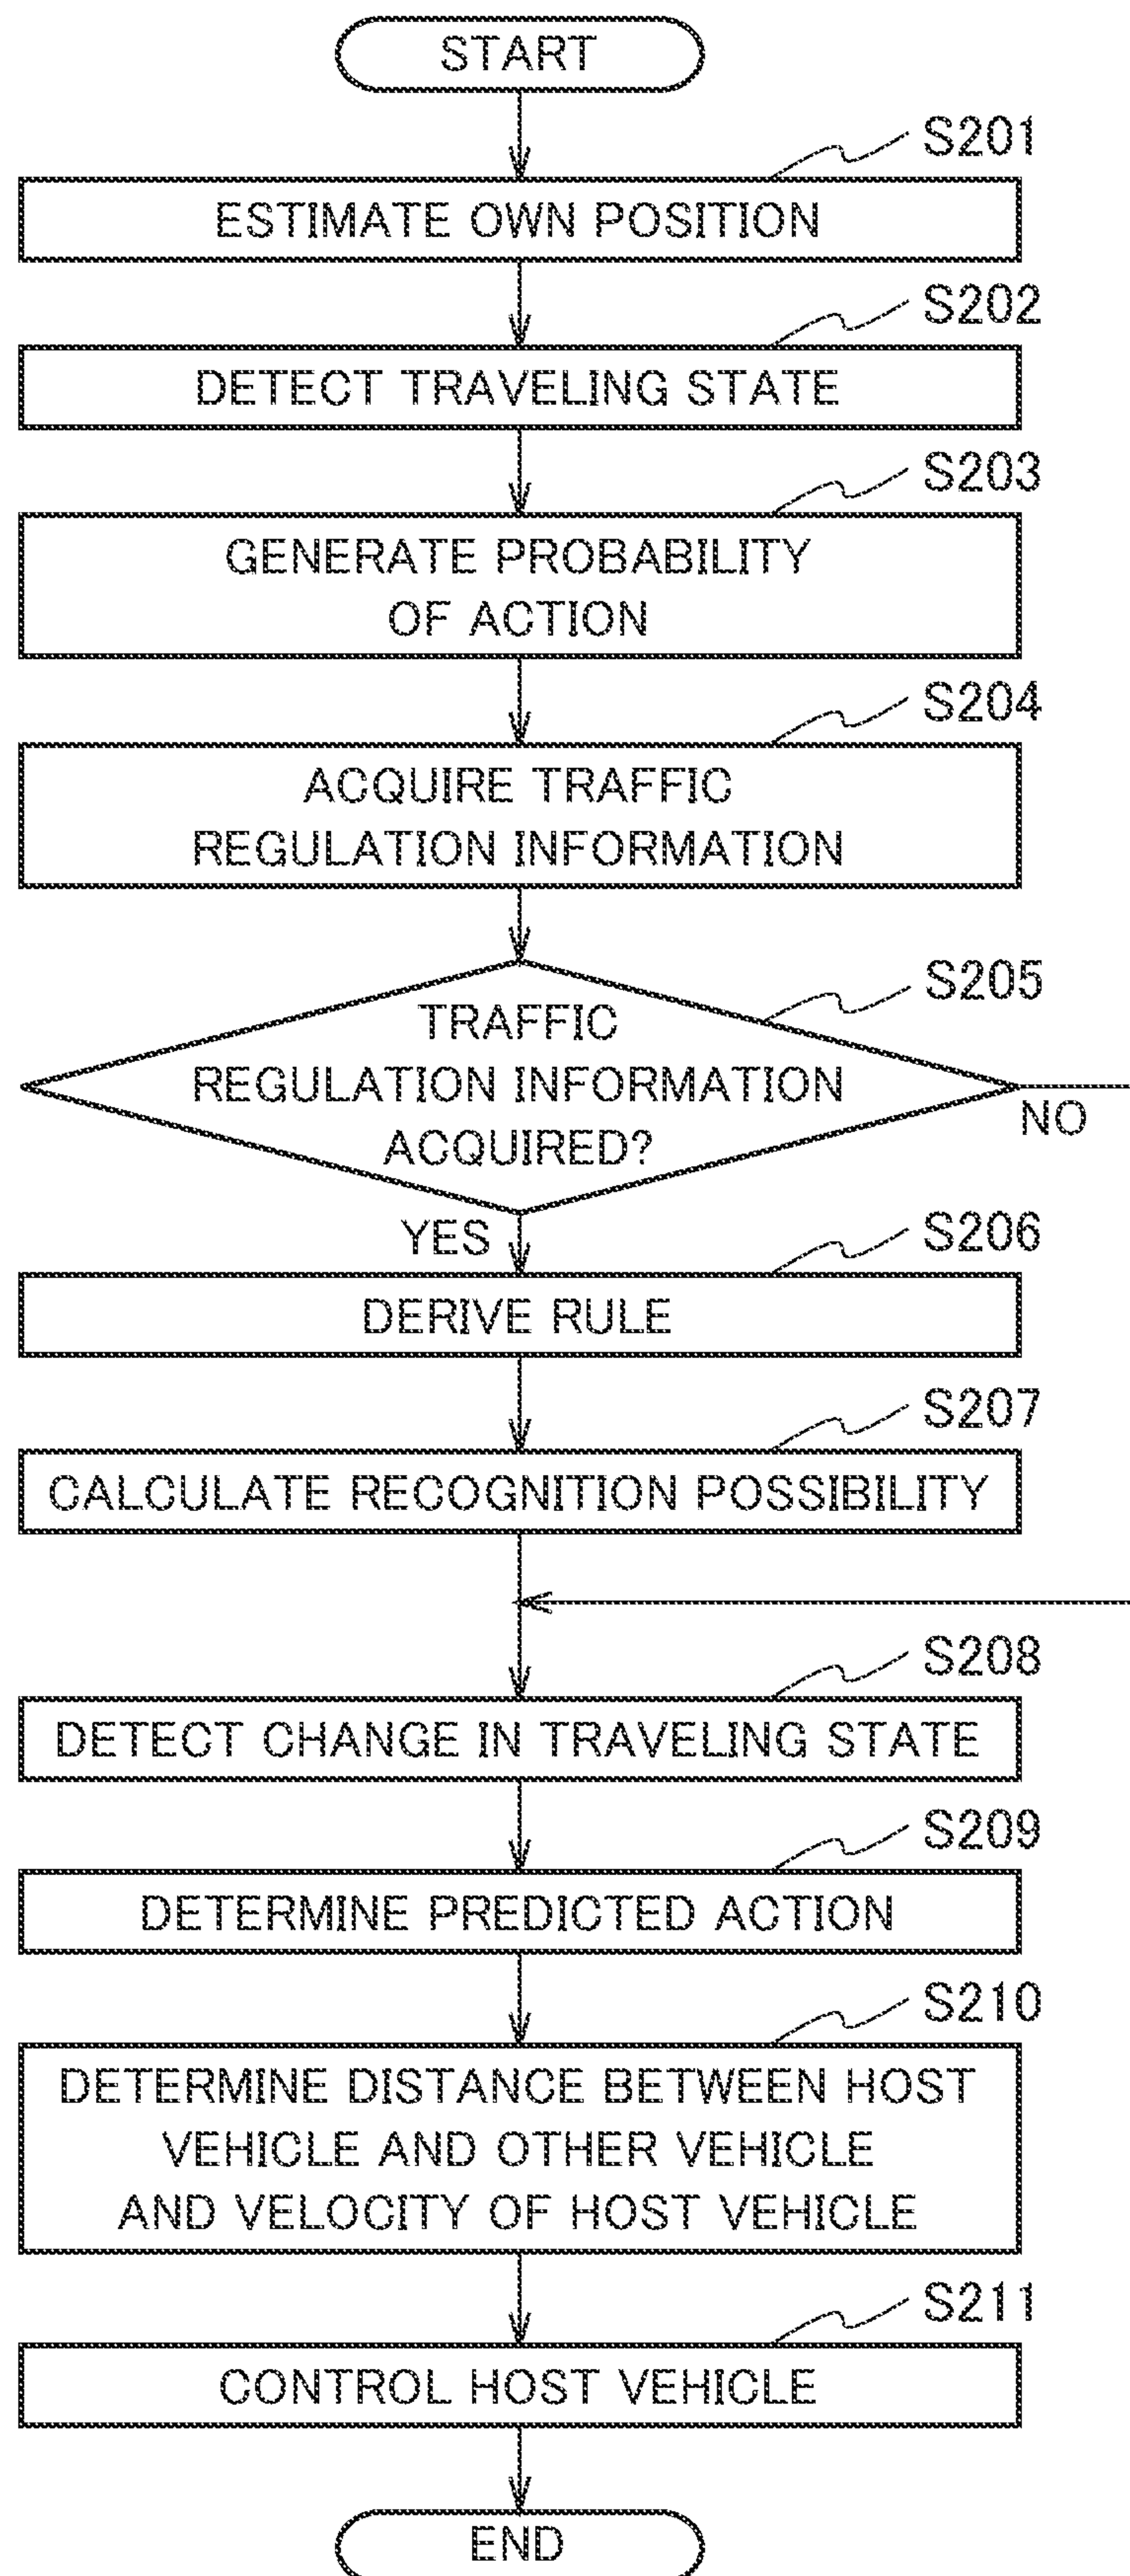 START
S201
ESTIMATE OWN POSITION
S202
DETECT TRAVELING STATE
S203
GENERATE PROBABILITY
OF ACTION
S204
ACQUIRE TRAFFIC
REGULATION INFORMATION
S205
TRAFFIC
REGULATION INFORMATION
ACQUIRED?
NO
YES
S206
DERIVE RULE
S207
CALCULATE RECOGNITION POSSIBILITY
S208
DETECT CHANGE IN TRAVELING STATE
S209
DETERMINE PREDICTED ACTION
S210
DETERMINE DISTANCE BETWEEN HOST
VEHICLE AND OTHER VEHICLE
AND VELOCITY OF HOST VEHICLE
S211
CONTROL HOST VEHICLE
END